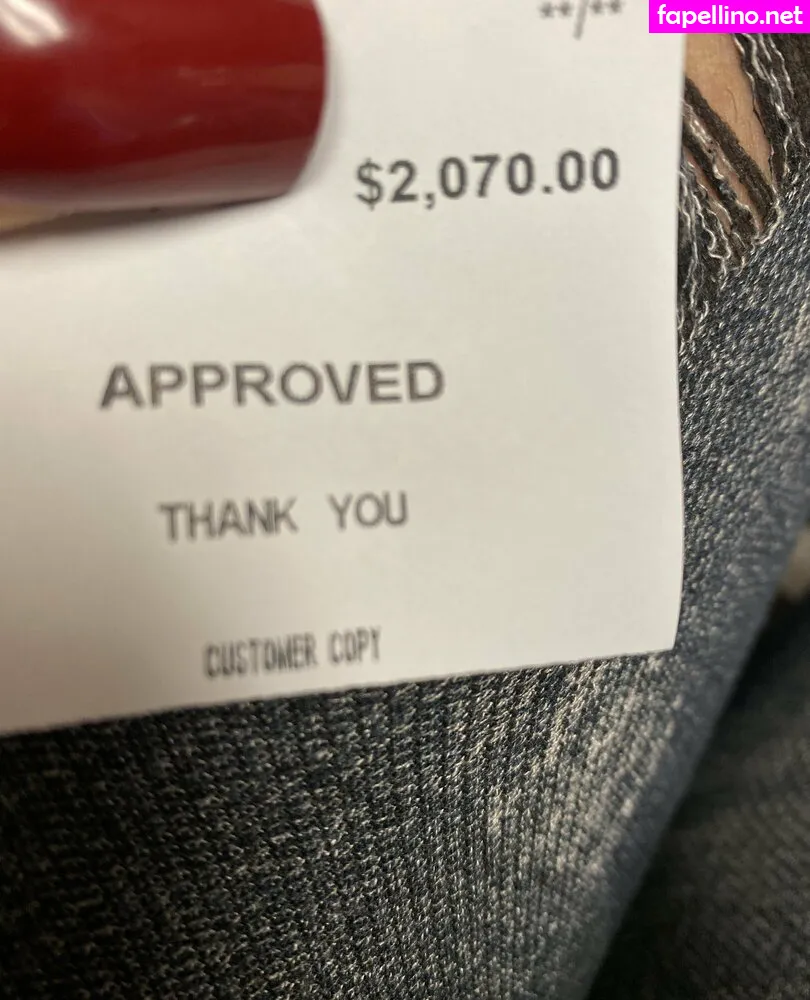 fapellino.net
**/**
$2,070.00
APPROVED
THANK YOU
CUSTOMER COPY